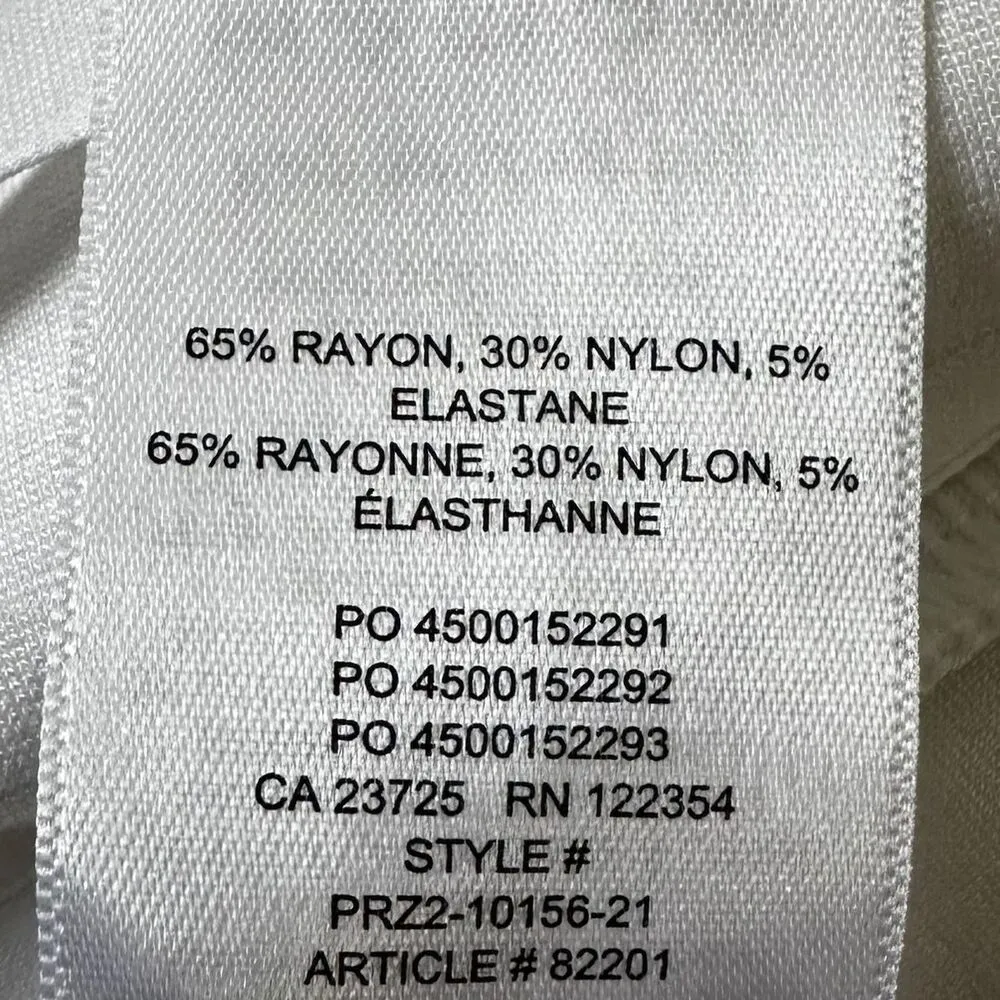 65% RAYON, 30% NYLON, 5%
ELASTANE
65% RAYONNE, 30% NYLON, 5%
ÉLASTHANNE
PO 4500152291
PO 4500152292
PO 4500152293
CA 23725 RN 122354
STYLE #
PRZ2-10156-21
ARTICLE # 82201